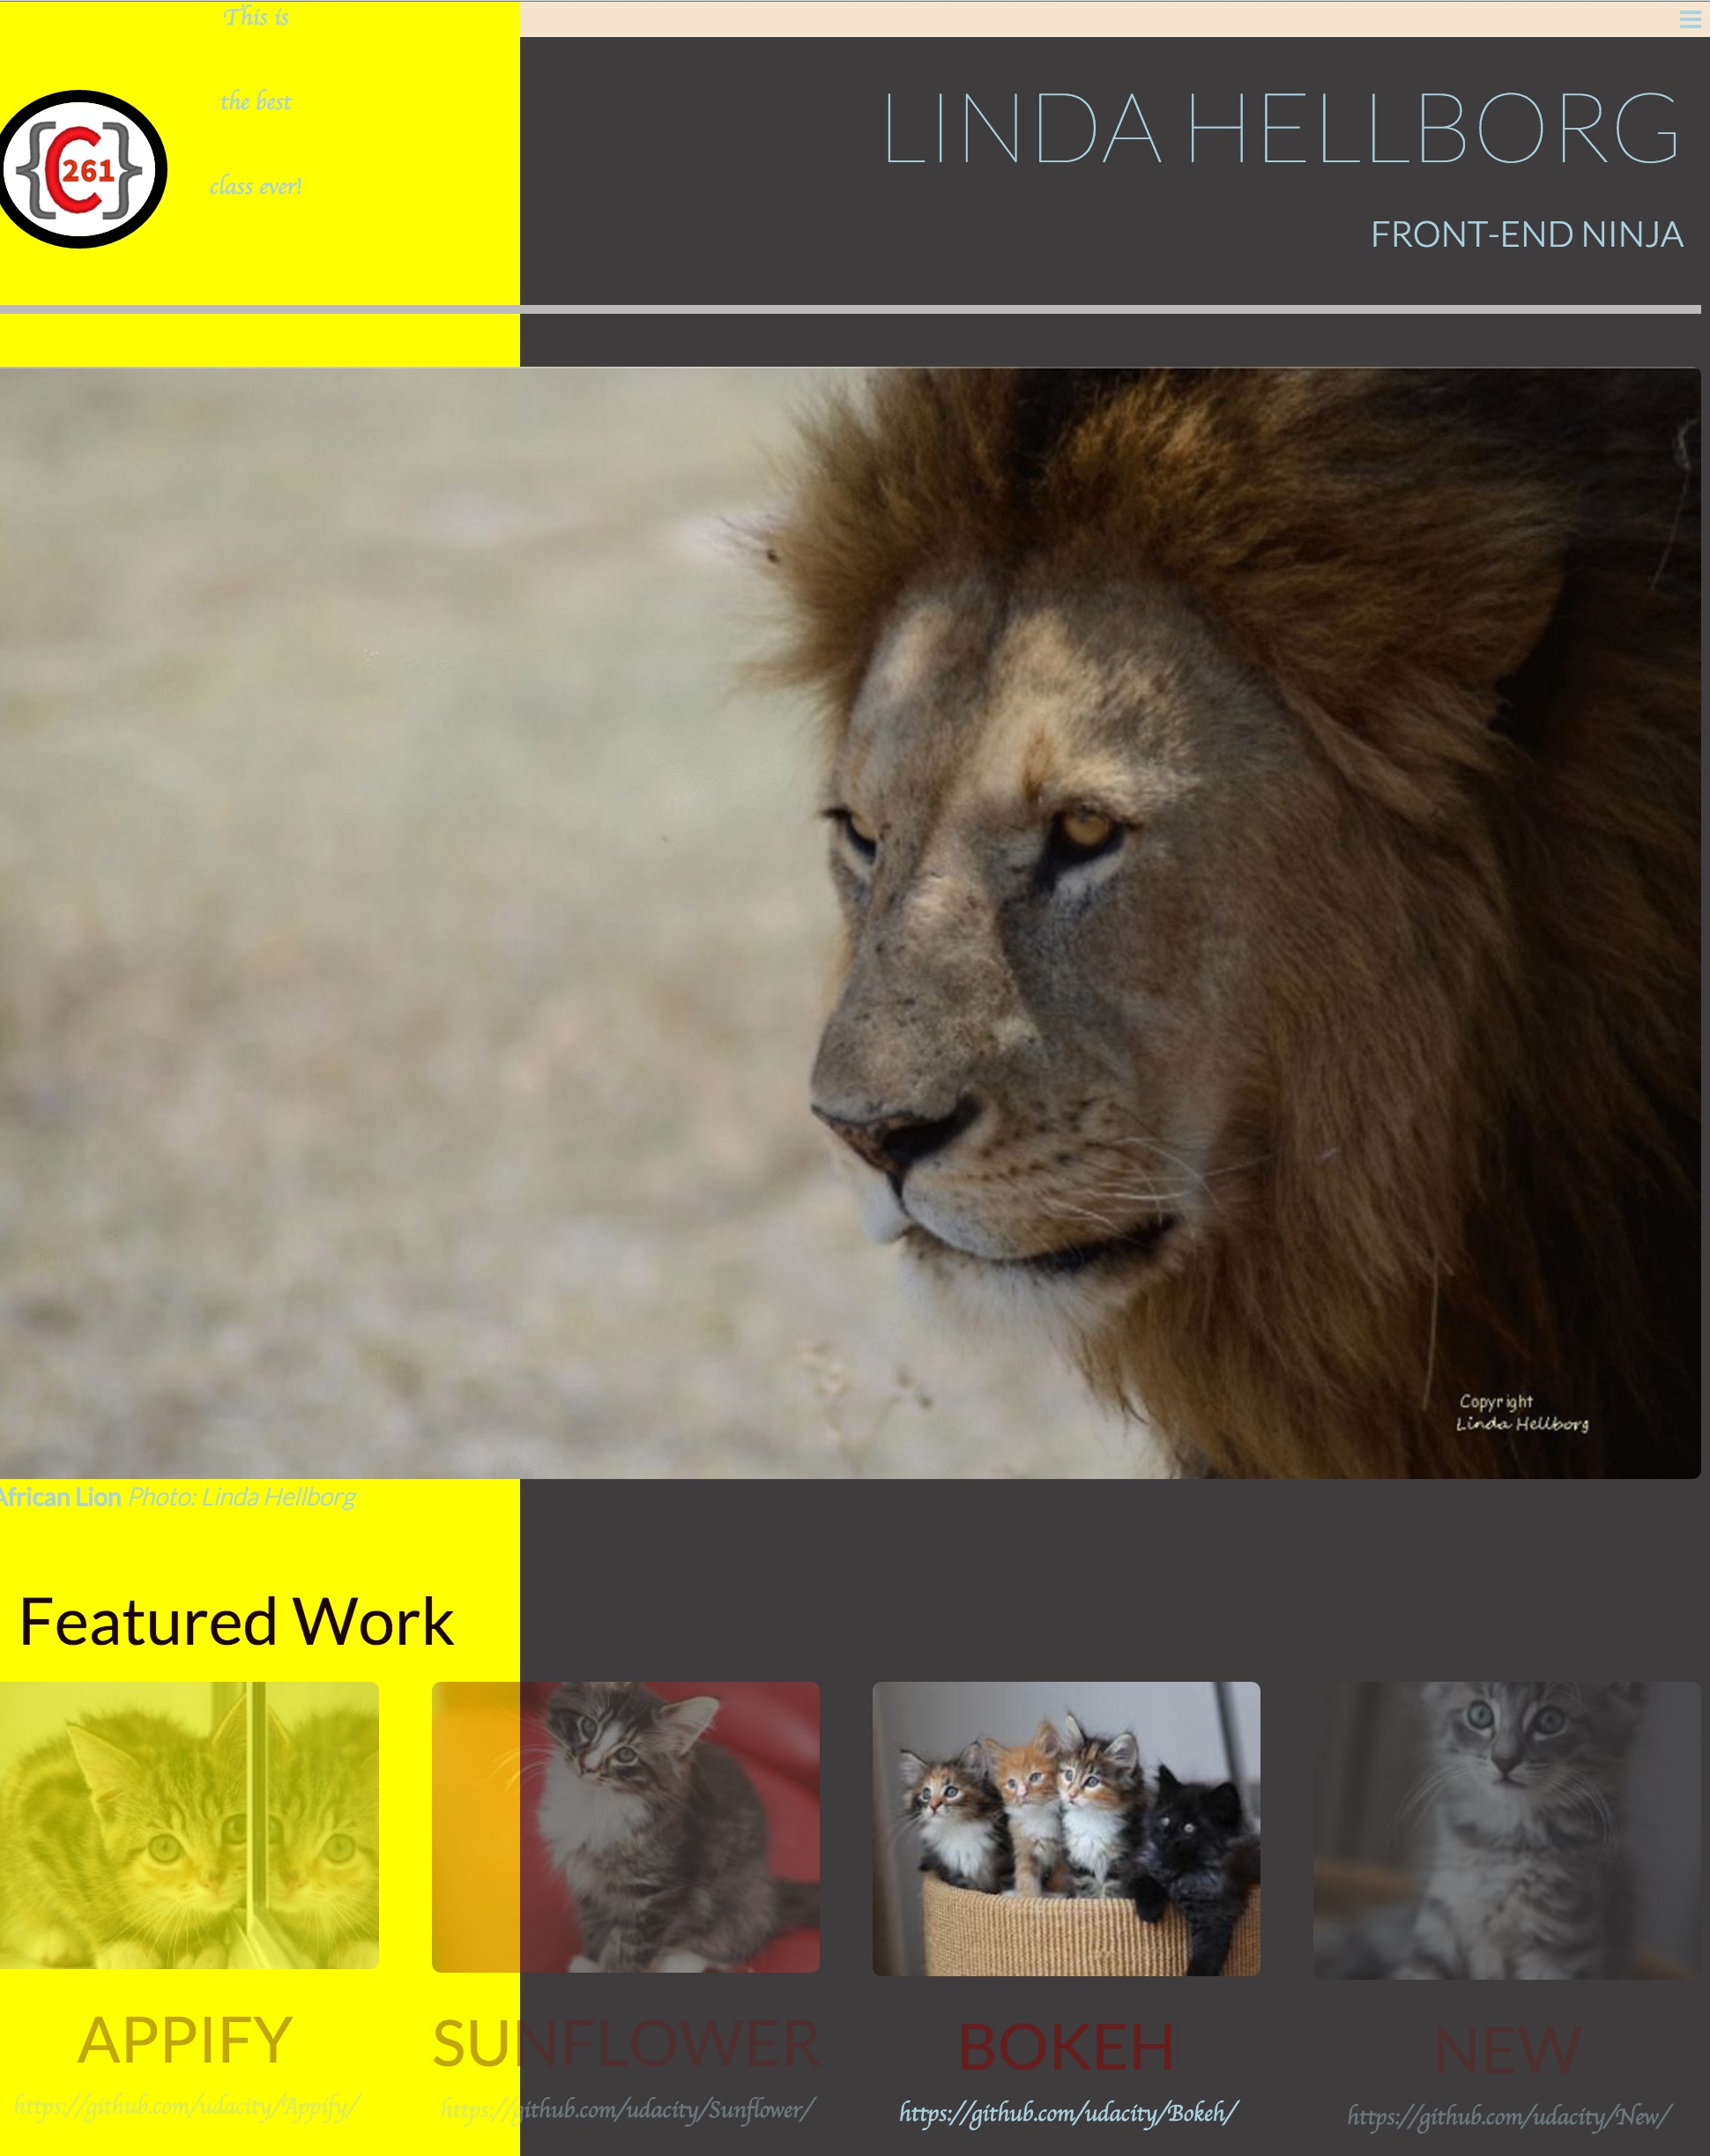 This is
the best
class ever!
{C 261}
LINDA HELLBORG
FRONT-END NINJA
Copyright
Linda Hellborg
African Lion Photo: Linda Hellborg
Featured Work
APPIFY
https://github.com/udacity/Appify/
SUNFLOWER
https://github.com/udacity/Sunflower/
BOKEH
https://github.com/udacity/Bokeh/
NEW
https://github.com/udacity/New/